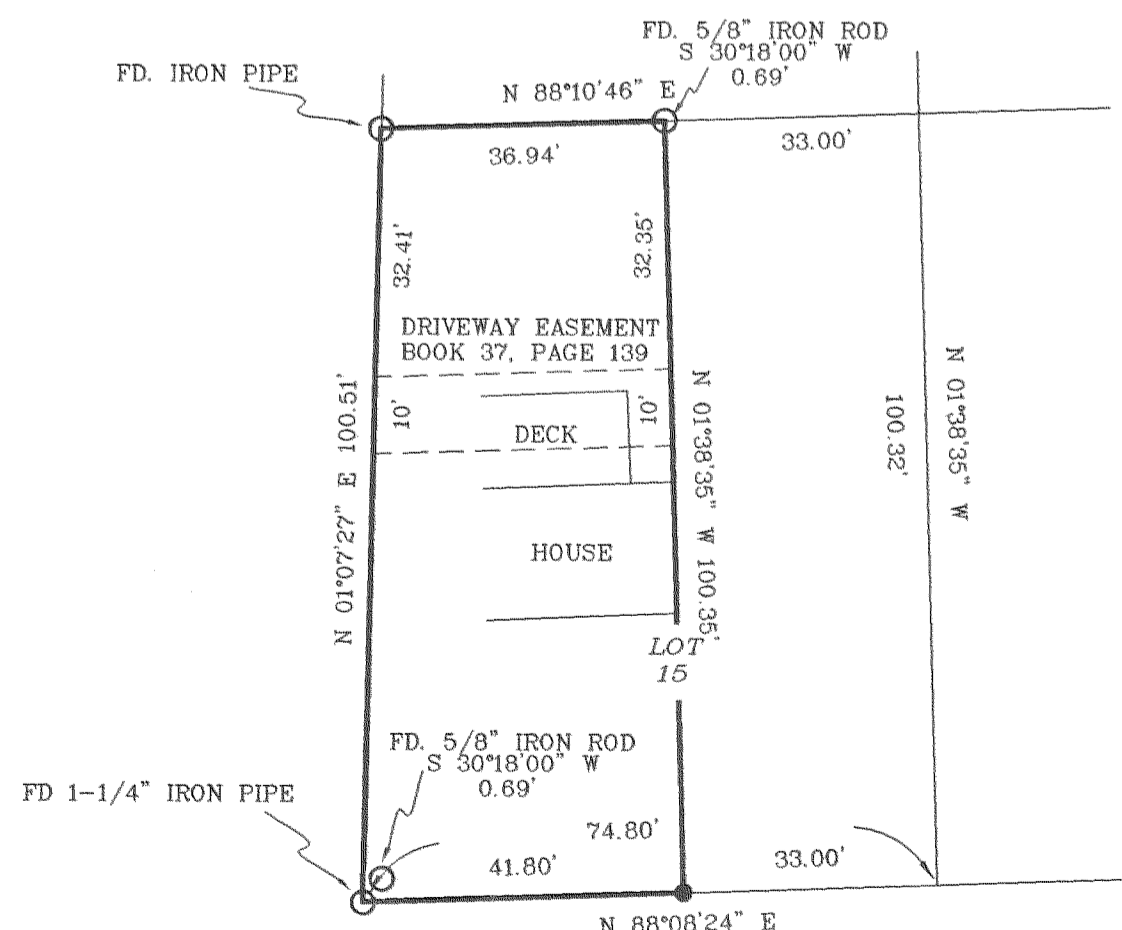 FD. 5/8" IRON ROD
S 30°18'00" W
0.69'
FD. IRON PIPE
N 88°10'46" E
36.94'
33.00'
32.41'
32.35'
DRIVEWAY EASEMENT
BOOK 37, PAGE 139
10'
10'
DECK
N 01°07'27" E 100.51'
N 01°38'35" W 100.35'
100.32'
N 01°38'35" W
HOUSE
LOT
15
FD. 5/8" IRON ROD
S 30°18'00" W
0.69'
FD 1-1/4" IRON PIPE
74.80'
41.80'
33.00'
N 88°08'24" E